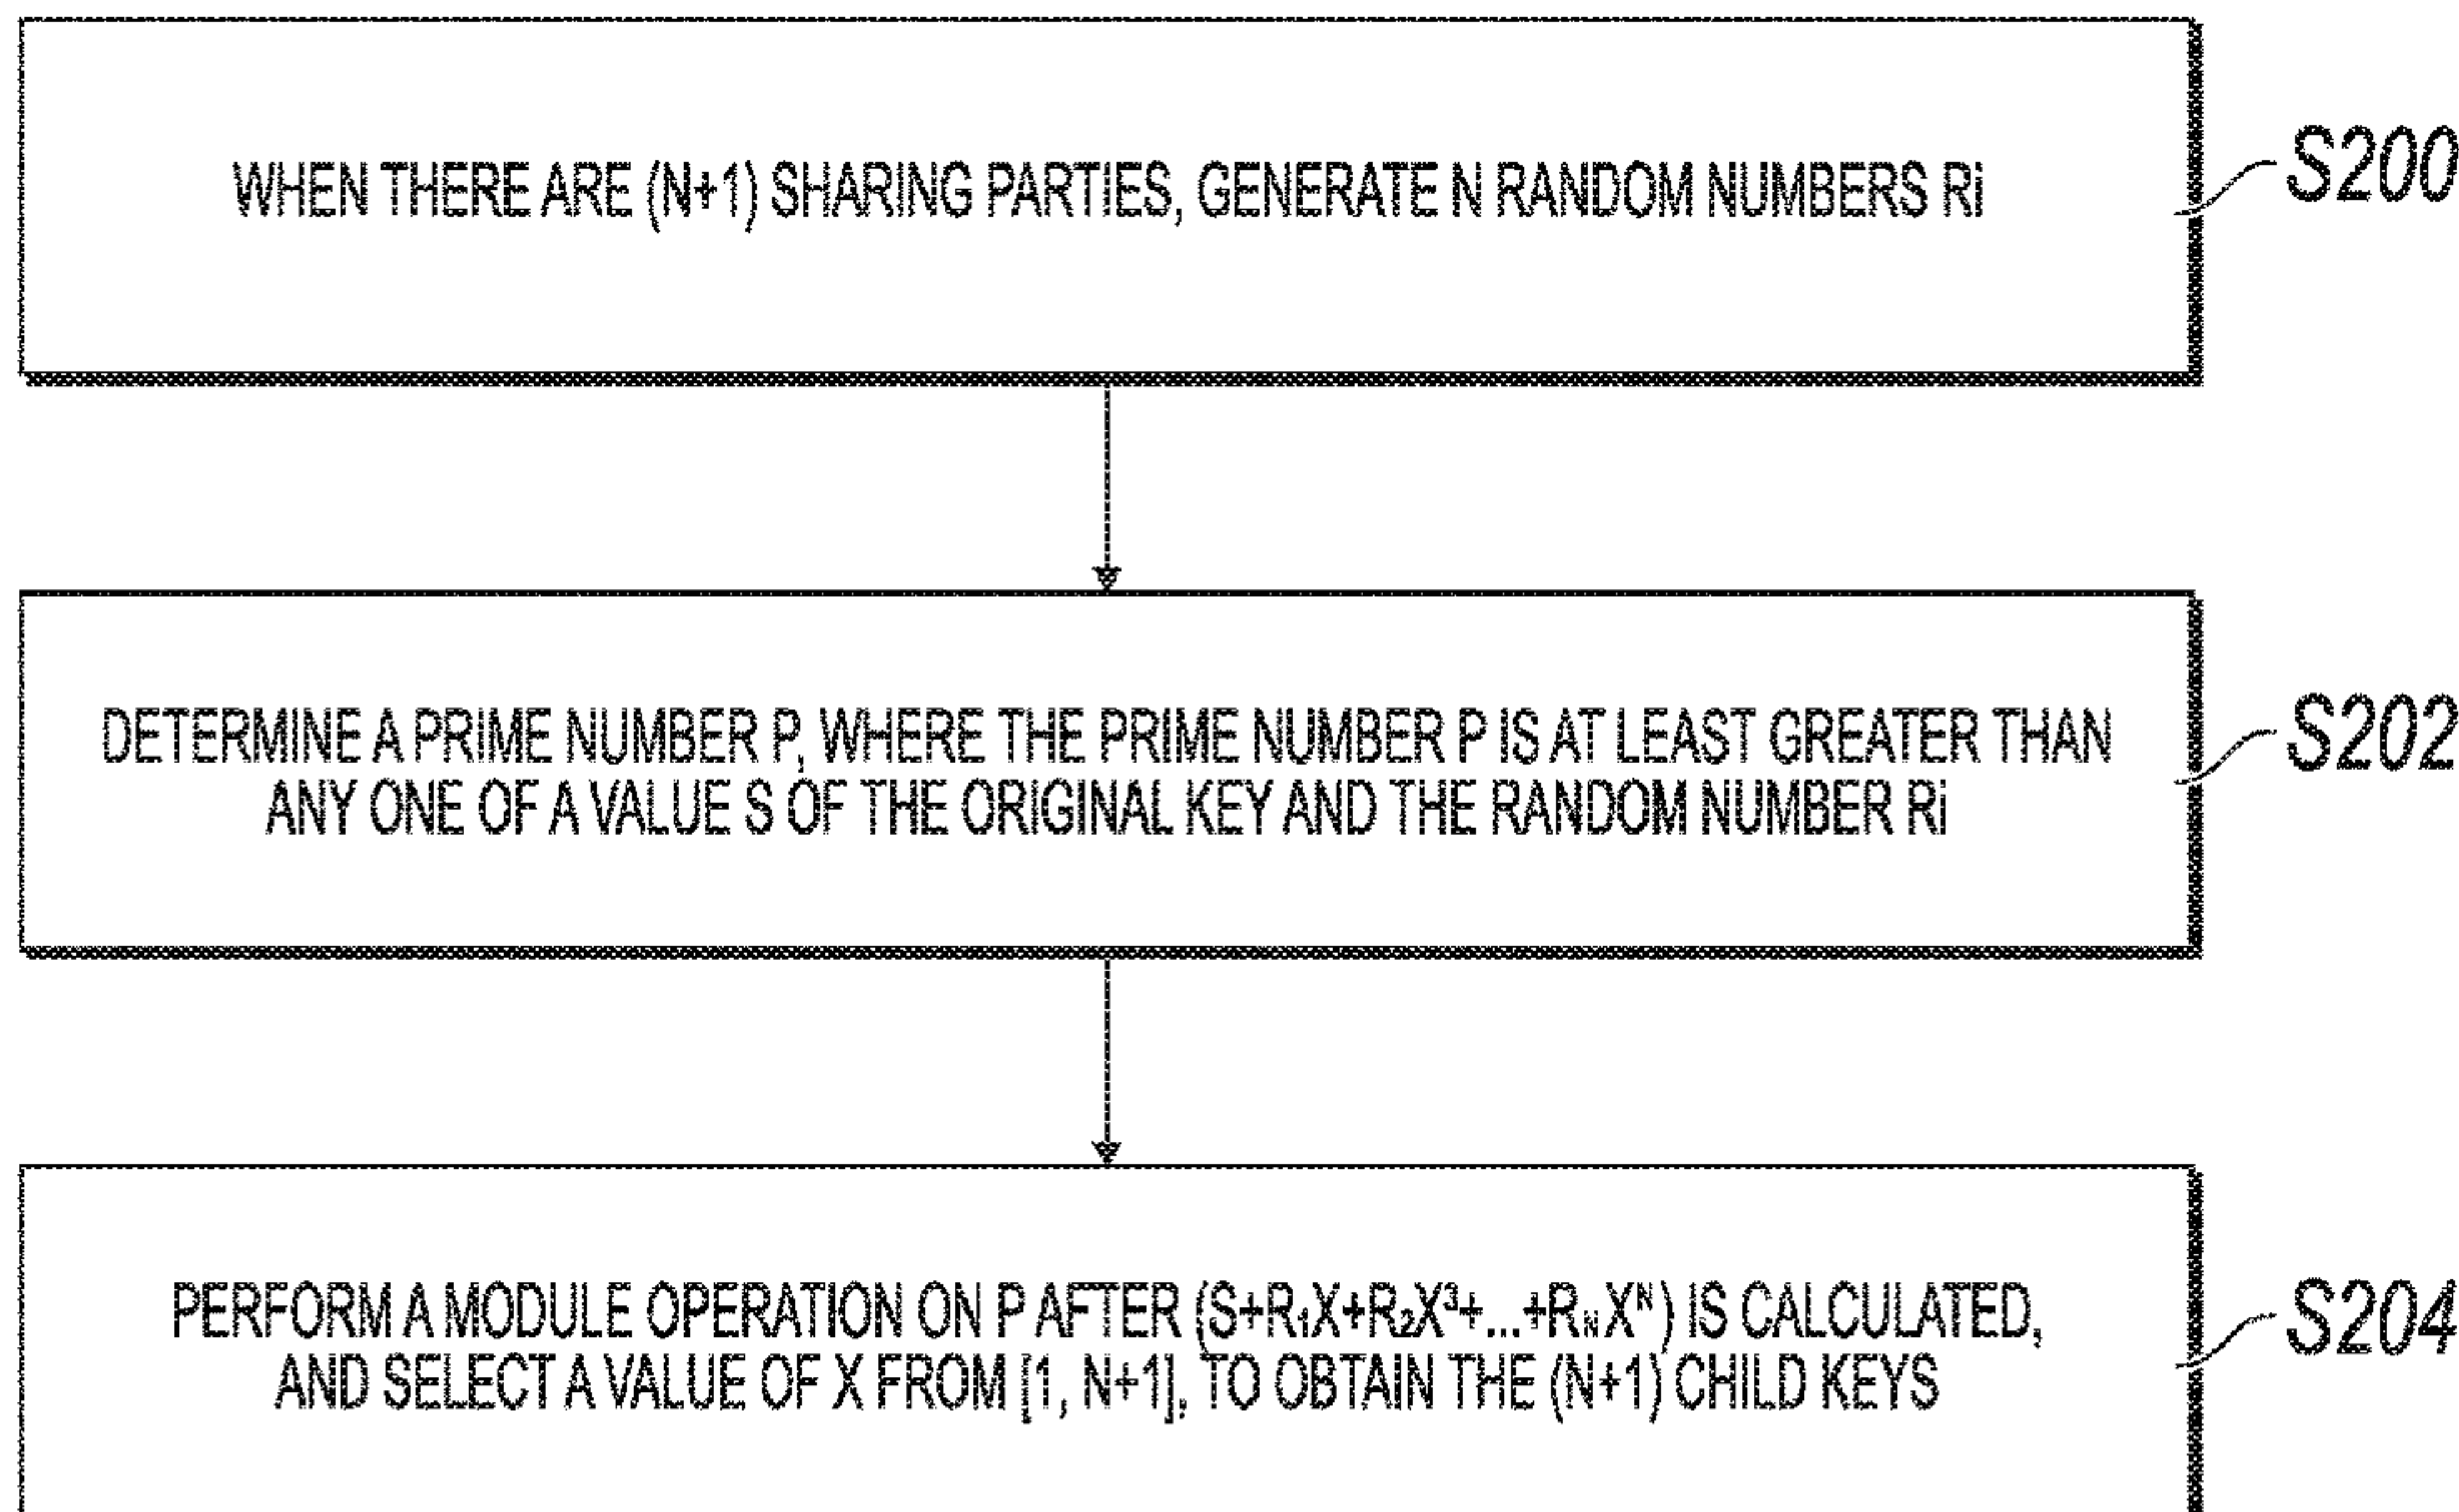 WHEN THERE ARE (N+1) SHARING PARTIES, GENERATE N RANDOM NUMBERS Ri
S200
DETERMINE A PRIME NUMBER P, WHERE THE PRIME NUMBER P IS AT LEAST GREATER THAN
ANY ONE OF A VALUE S OF THE ORIGINAL KEY AND THE RANDOM NUMBER Ri
S202
PERFORM A MODULE OPERATION ON P AFTER (S+R₁X+R₂X³+...+R_NX^N) IS CALCULATED,
AND SELECT A VALUE OF X FROM [1, N+1], TO OBTAIN THE (N+1) CHILD KEYS
S204